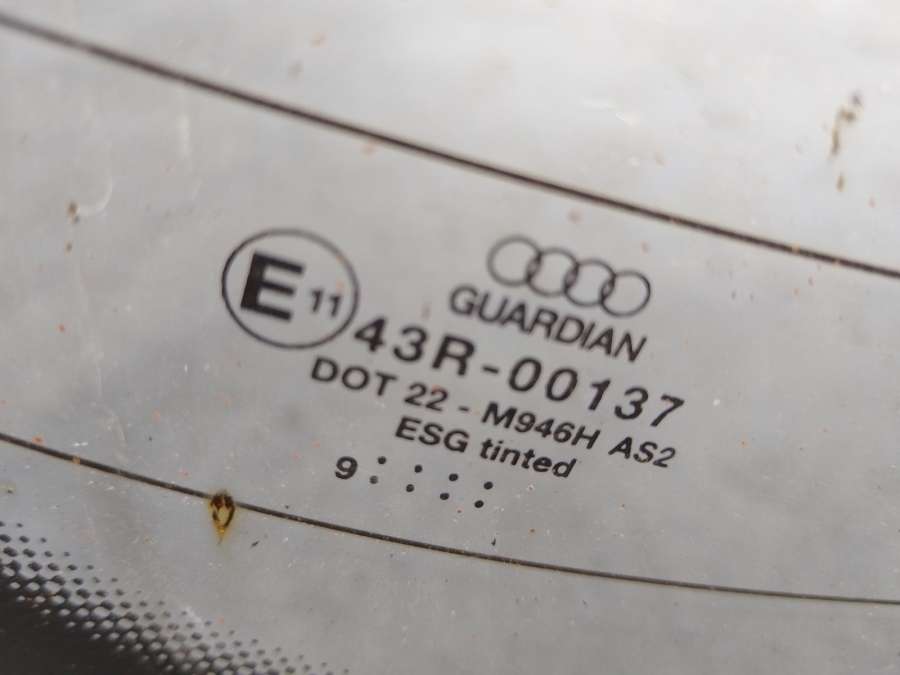 E 11
GUARDIAN
43R-00137
DOT 22 - M946H AS2
ESG tinted
9